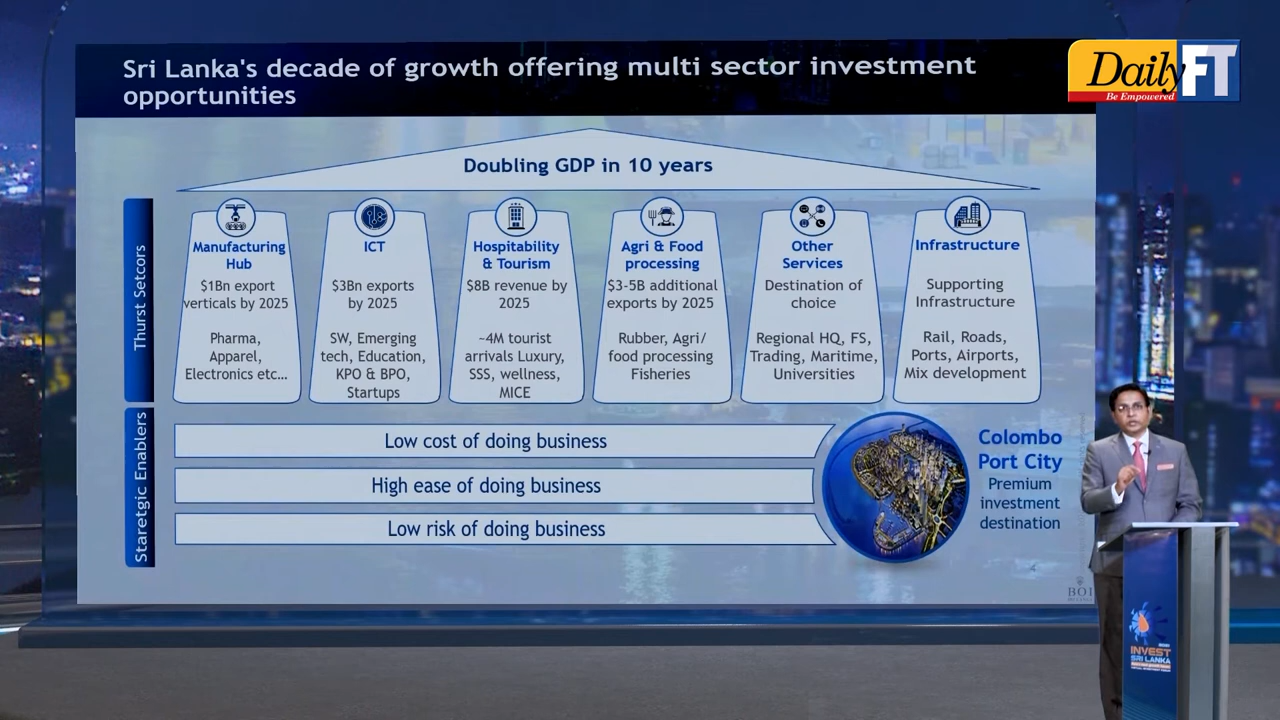 Sri Lanka's decade of growth offering multi sector investment
opportunities
Daily FT
Be Empowered
Doubling GDP in 10 years
Thurst Setcors
Manufacturing
Hub
$1Bn export
verticals by 2025
Pharma,
Apparel,
Electronics etc...
ICT
$3Bn exports
by 2025
SW, Emerging
tech, Education,
KPO & BPO,
Startups
Hospitability
& Tourism
$8B revenue by
2025
~4M tourist
arrivals Luxury,
SSS, wellness,
MICE
Agri & Food
processing
$3-5B additional
exports by 2025
Rubber, Agri/
food processing
Fisheries
Other
Services
Destination of
choice
Regional HQ, FS,
Trading, Maritime,
Universities
Infrastructure
Supporting
Infrastructure
Rail, Roads,
Ports, Airports,
Mix development
Staretgic Enablers
Low cost of doing business
High ease of doing business
Low risk of doing business
Colombo
Port City
Premium
investment
destination
BOI
INVEST
SRI LANKA